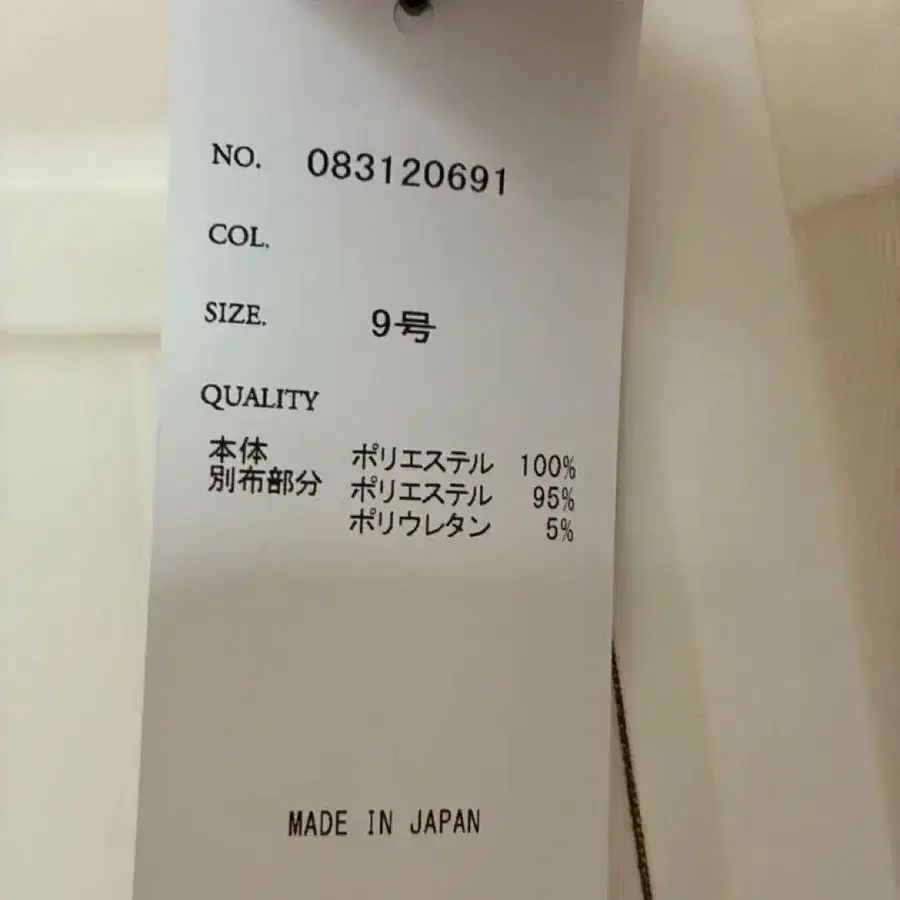 NO. 083120691
COL.
SIZE. 9号
QUALITY
本体 ポリエステル 100%
別布部分 ポリエステル 95%
ポリウレタン 5%
MADE IN JAPAN